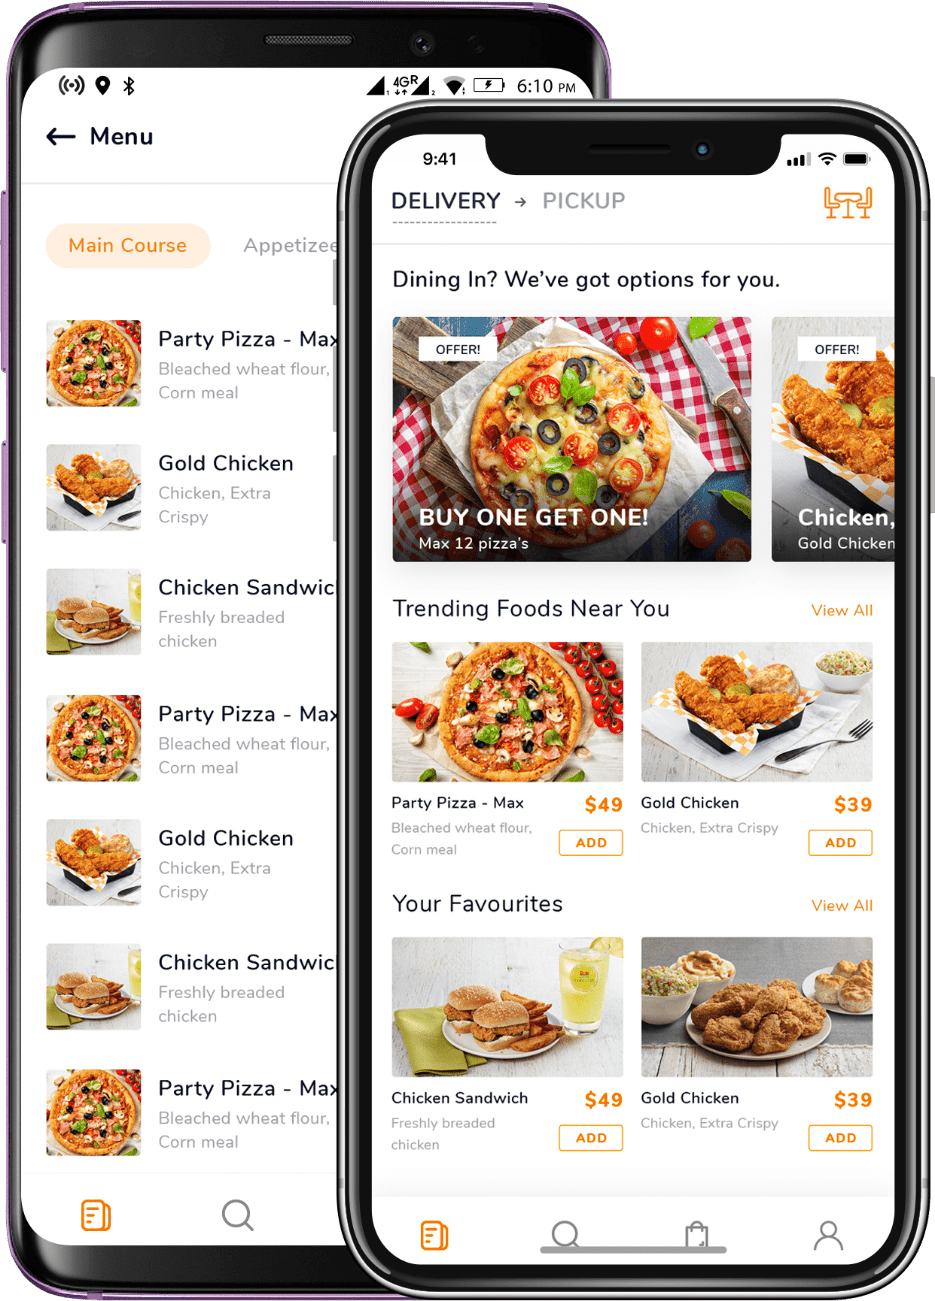 6:10 PM
Menu
Main Course
Appetizee
Party Pizza - Max
Bleached wheat flour,
Corn meal
Gold Chicken
Chicken, Extra
Crispy
Chicken Sandwic
Freshly breaded
chicken
Party Pizza - Max
Bleached wheat flour,
Corn meal
Gold Chicken
Chicken, Extra
Crispy
Chicken Sandwic
Freshly breaded
chicken
Party Pizza - Max
Bleached wheat flour,
Corn meal
9:41
DELIVERY → PICKUP
Dining In? We’ve got options for you.
OFFER!
BUY ONE GET ONE!
Max 12 pizza’s
OFFER!
Chicken,
Gold Chicken
Trending Foods Near You
View All
Party Pizza - Max
$49
Bleached wheat flour,
Corn meal
ADD
Gold Chicken
$39
Chicken, Extra Crispy
ADD
Your Favourites
View All
Chicken Sandwich
$49
Freshly breaded
chicken
ADD
Gold Chicken
$39
Chicken, Extra Crispy
ADD